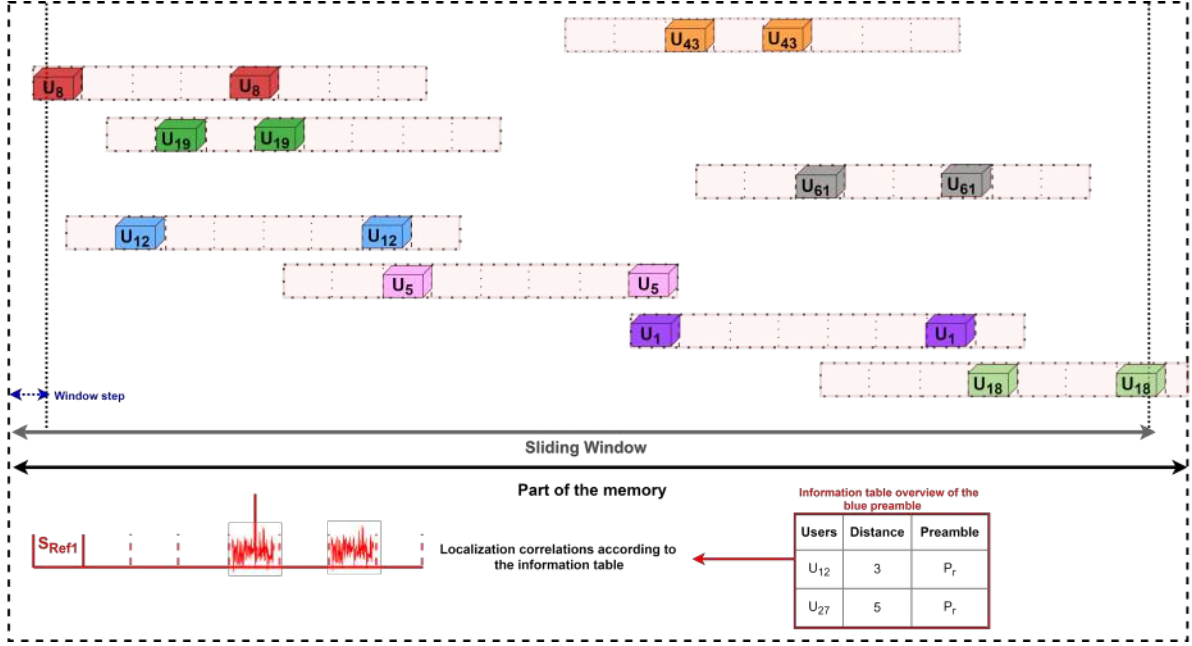 U43 U43
U8 U8
U19 U19
U61 U61
U12 U12
U5 U5
U1 U1
U18 U18
Window step
Sliding Window
Part of the memory
SRef1
Localization correlations according to
the information table
Information table overview of the
blue preamble
Users Distance Preamble
U12 3 Pr
U27 5 Pr